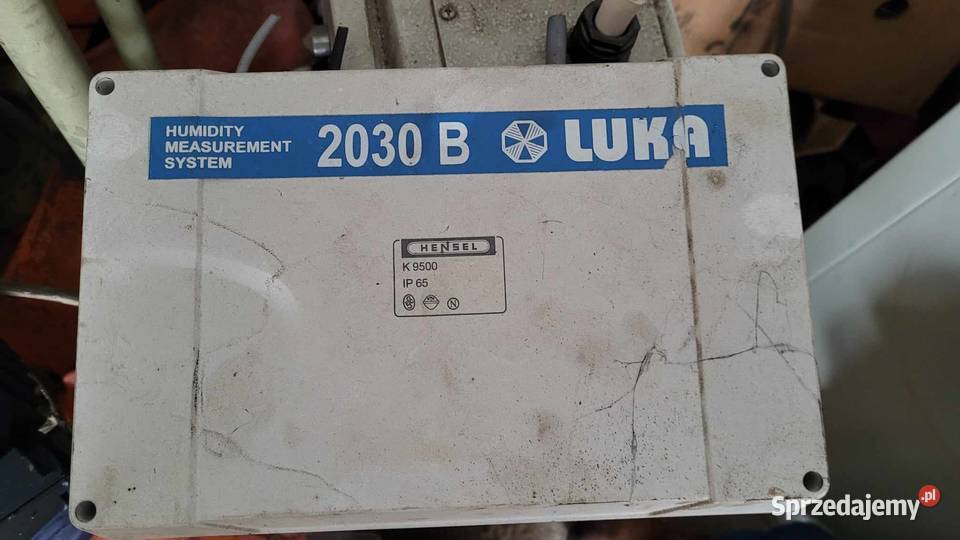 HUMIDITY
MEASUREMENT
SYSTEM
2030 B LUKA
HENSEL
K 9500
IP 65
N
Sprzedajemy.pl